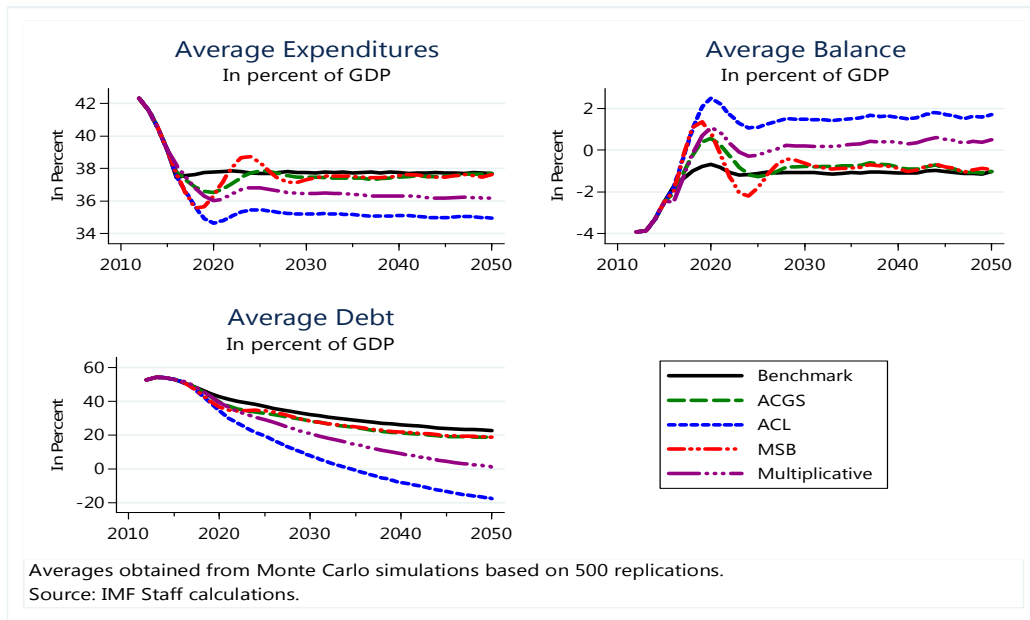 Average Expenditures
In percent of GDP
In Percent
42
40
38
36
34
2010 2020 2030 2040 2050
Average Balance
In percent of GDP
In Percent
2
0
-2
-4
2010 2020 2030 2040 2050
Average Debt
In percent of GDP
In Percent
60
40
20
0
-20
2010 2020 2030 2040 2050
Benchmark
ACGS
ACL
MSB
Multiplicative
Averages obtained from Monte Carlo simulations based on 500 replications.
Source: IMF Staff calculations.